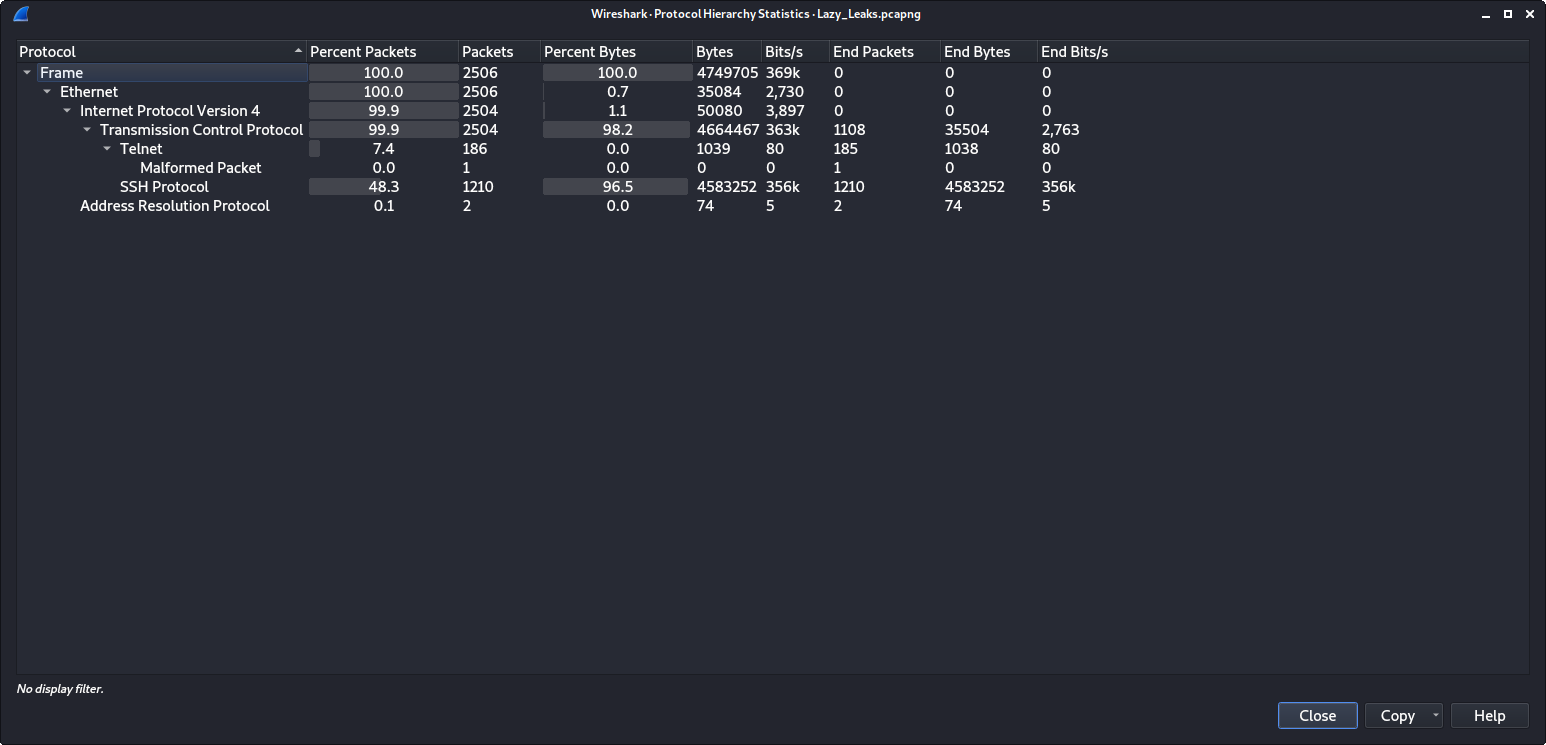 Wireshark · Protocol Hierarchy Statistics · Lazy_Leaks.pcapng
Protocol Percent Packets Packets Percent Bytes Bytes Bits/s End Packets End Bytes End Bits/s
Frame 100.0 2506 100.0 4749705 369k 0 0 0
Ethernet 100.0 2506 0.7 35084 2,730 0 0 0
Internet Protocol Version 4 99.9 2504 1.1 50080 3,897 0 0 0
Transmission Control Protocol 99.9 2504 98.2 4664467 363k 1108 35504 2,763
Telnet 7.4 186 0.0 1039 80 185 1038 80
Malformed Packet 0.0 1 0.0 0 0 1 0 0
SSH Protocol 48.3 1210 96.5 4583252 356k 1210 4583252 356k
Address Resolution Protocol 0.1 2 0.0 74 5 2 74 5
No display filter.
Close Copy Help